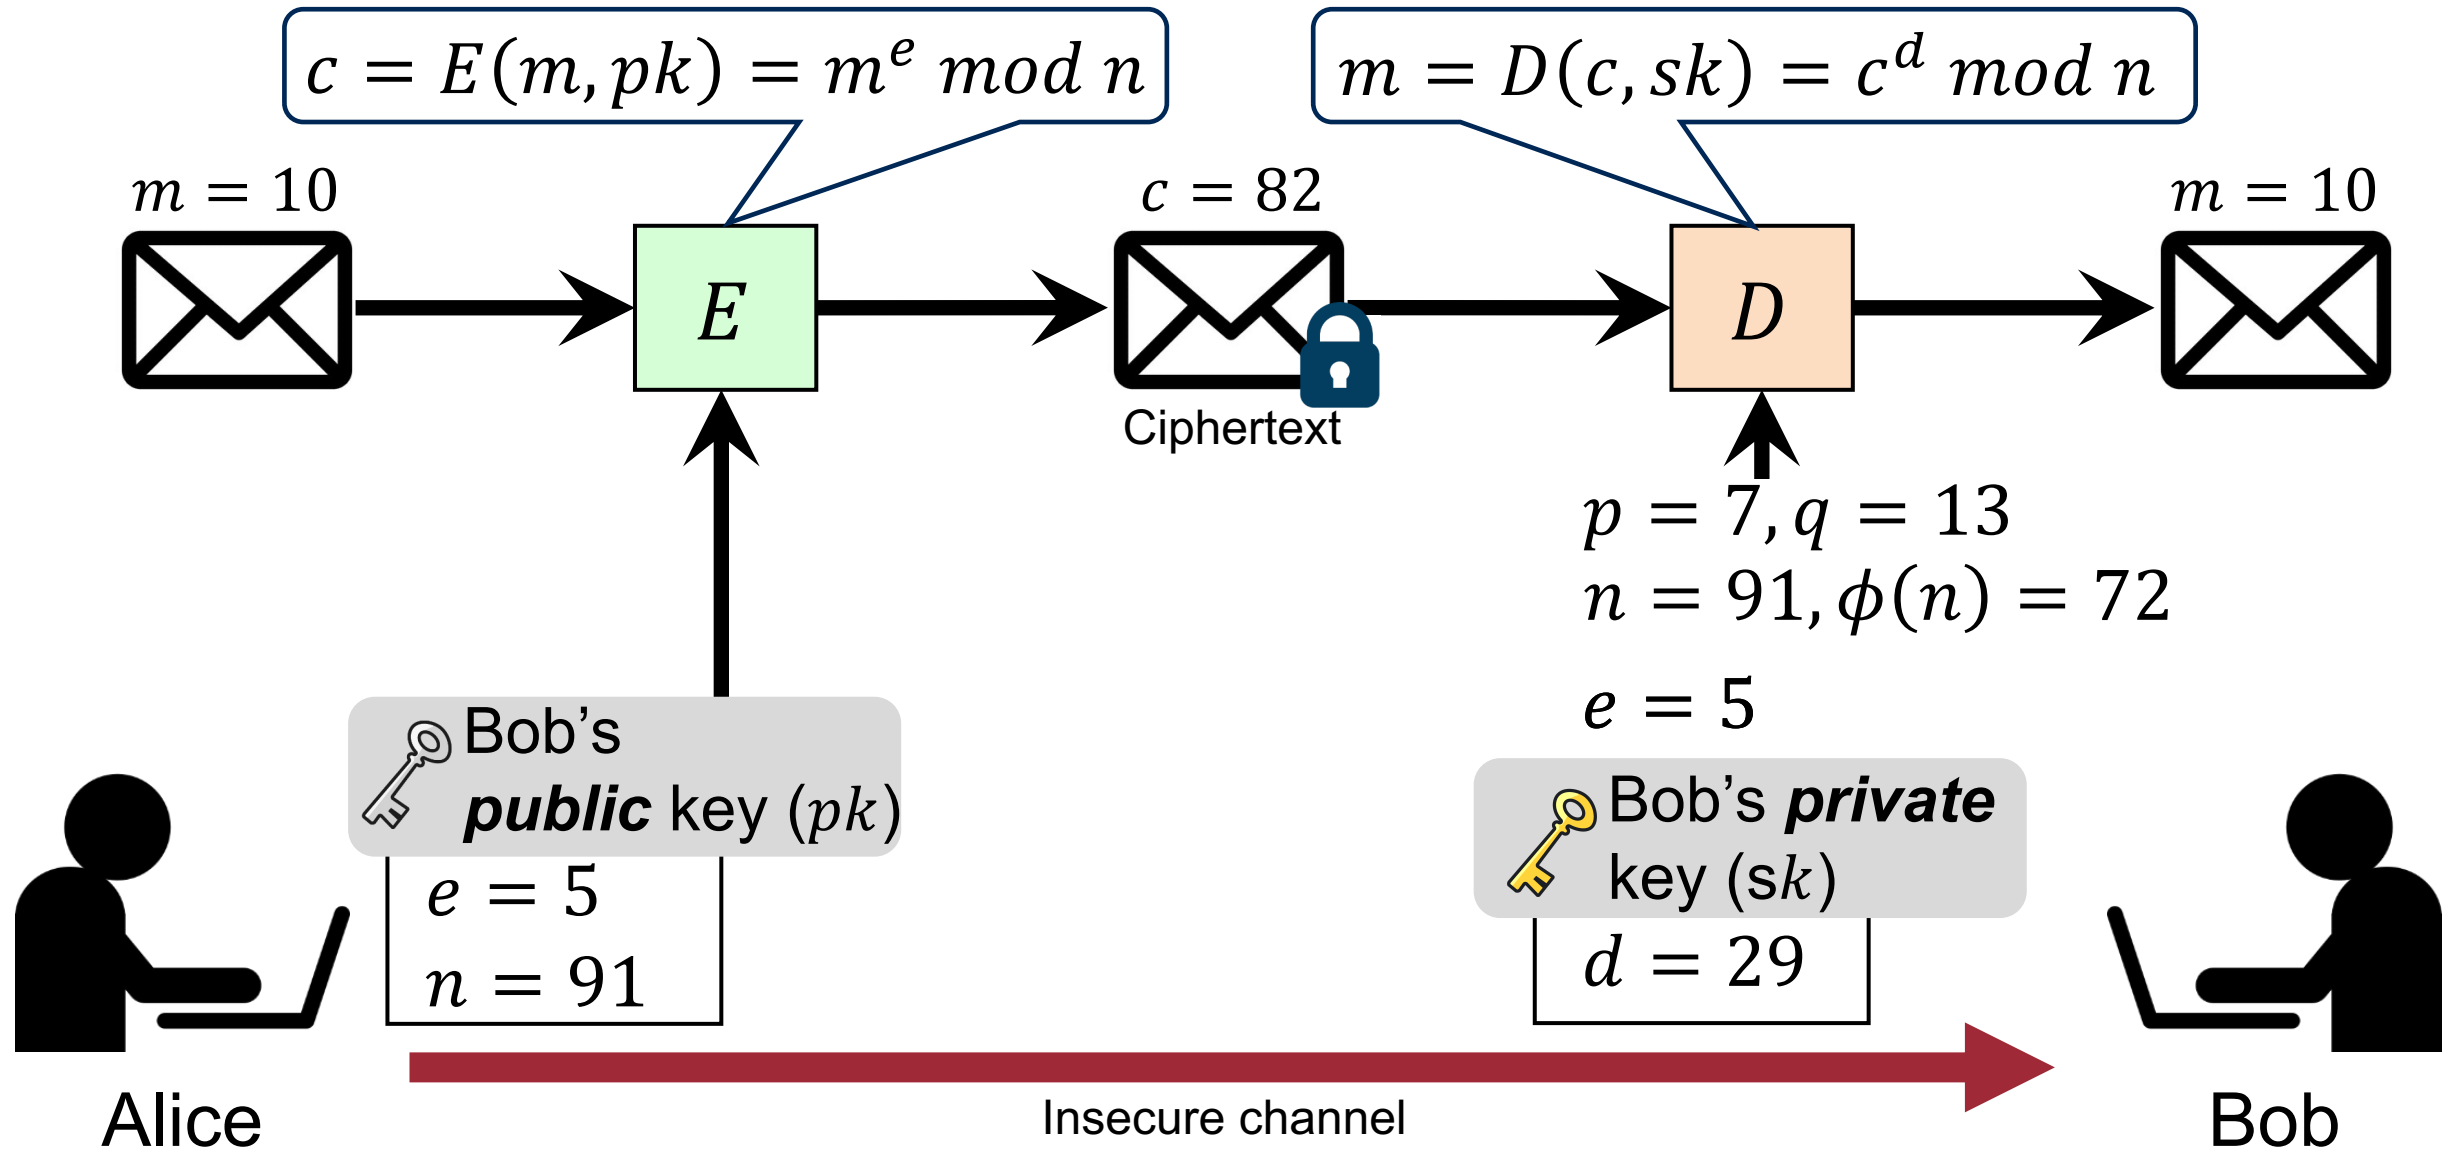 c = E(m, pk) = m^e mod n
m = D(c, sk) = c^d mod n
m = 10
c = 82
m = 10
E
D
Ciphertext
p = 7, q = 13
n = 91, ϕ(n) = 72
e = 5
Bob's
public key (pk)
e = 5
n = 91
Bob's private
key (sk)
d = 29
Insecure channel
Alice
Bob